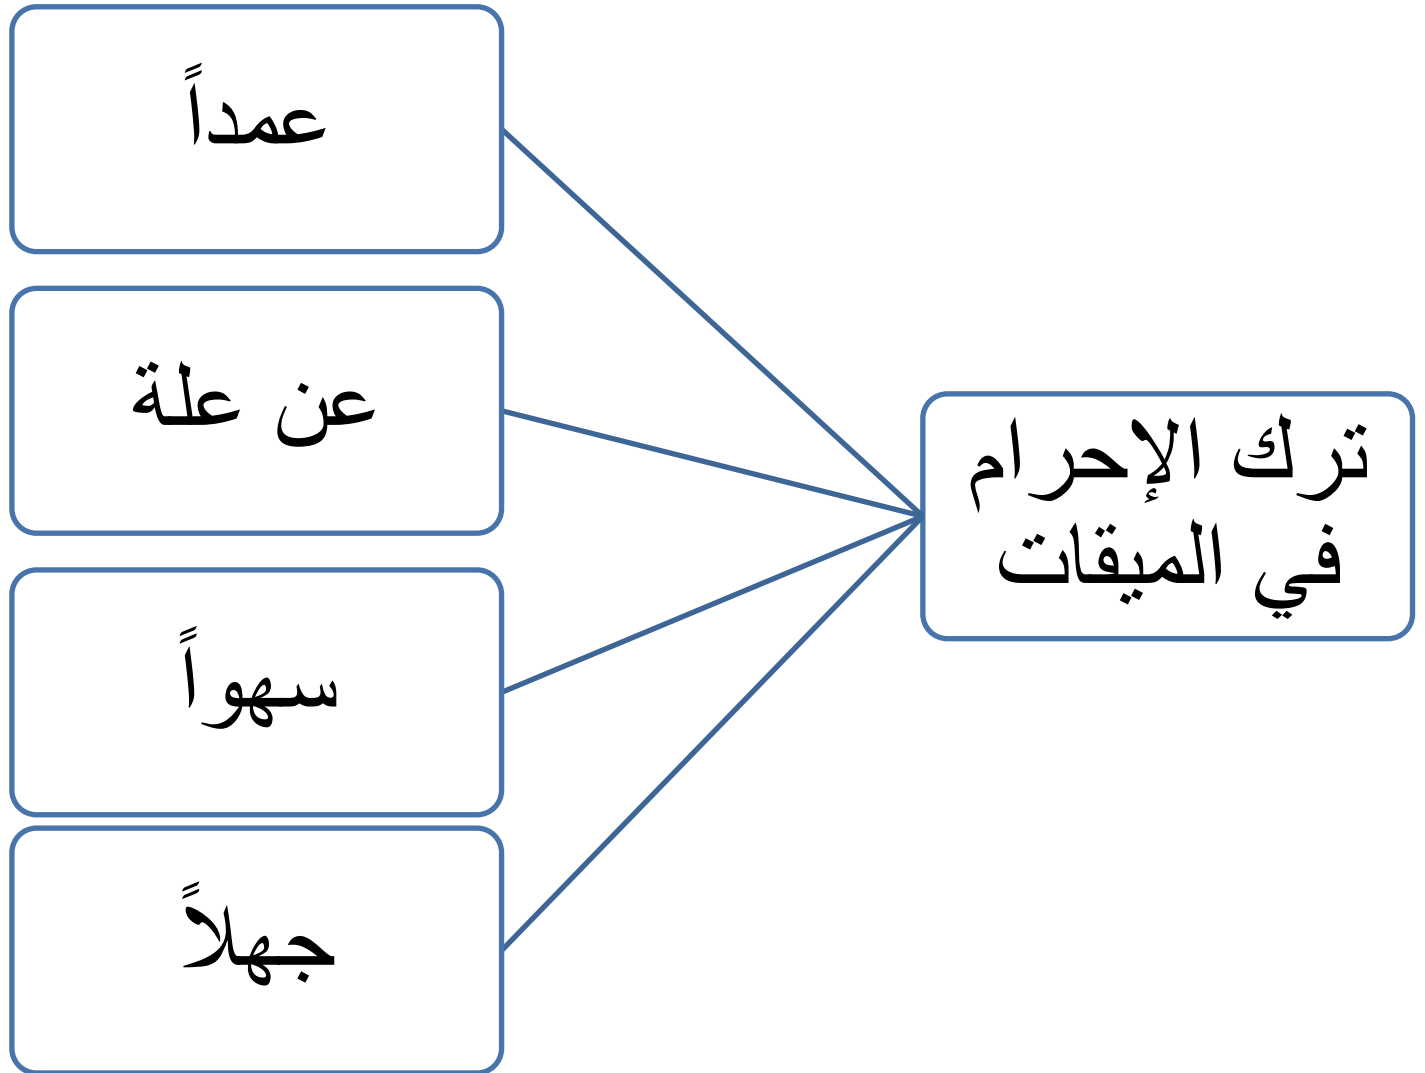 ترك الإحرام
في الميقات
عمداً
عن علة
سهواً
جهلاً